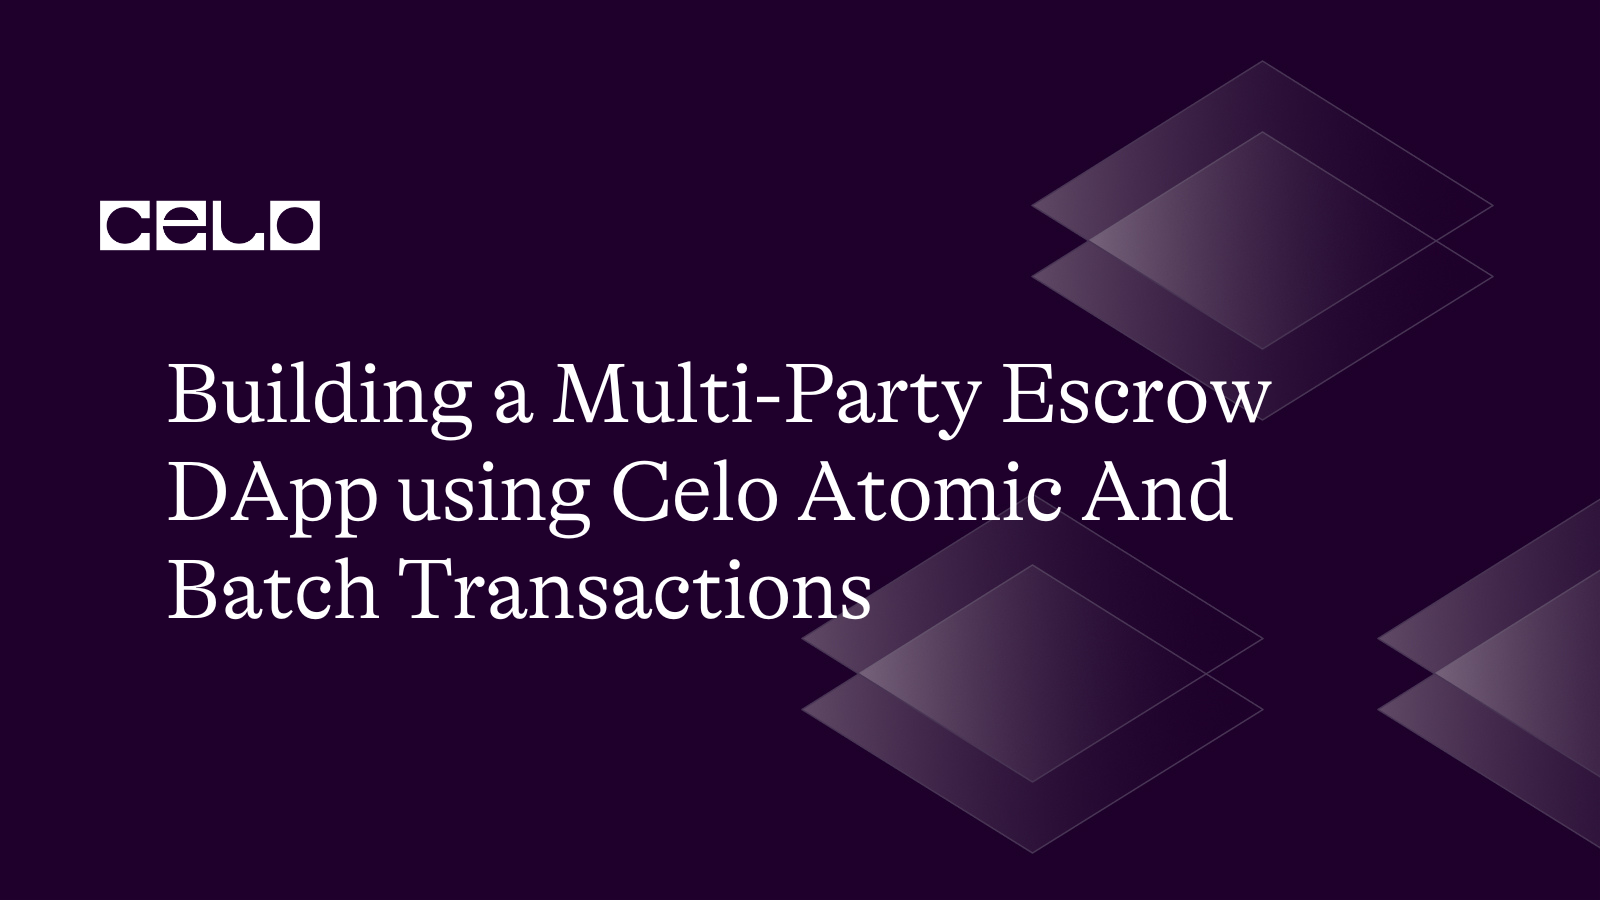 CELO
Building a Multi-Party Escrow
DApp using Celo Atomic And
Batch Transactions